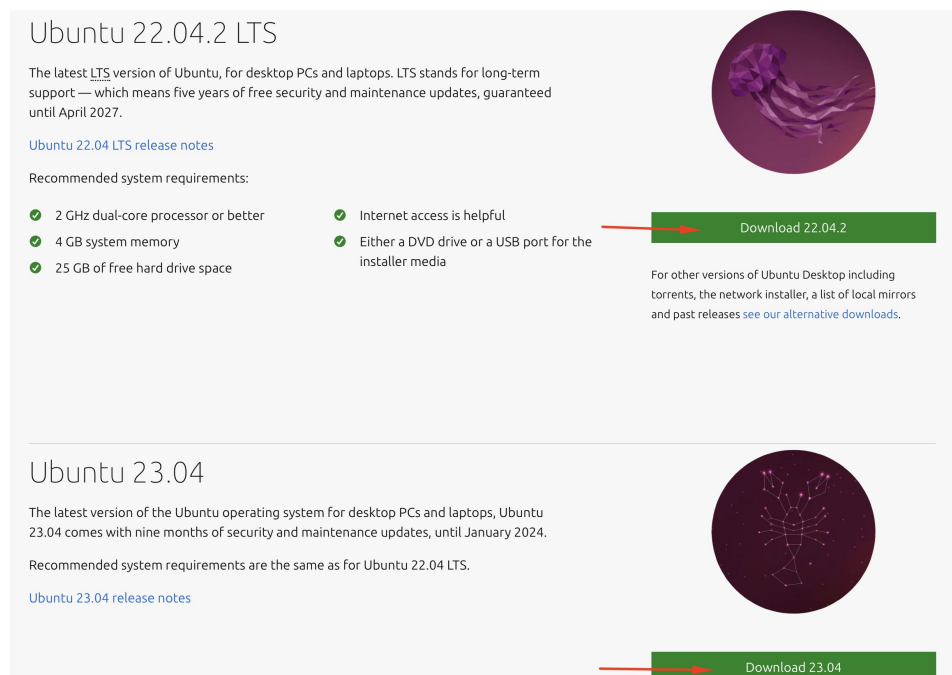 Ubuntu 22.04.2 LTS
The latest LTS version of Ubuntu, for desktop PCs and laptops. LTS stands for long-term
support — which means five years of free security and maintenance updates, guaranteed
until April 2027.
Ubuntu 22.04 LTS release notes
Recommended system requirements:
2 GHz dual-core processor or better
4 GB system memory
25 GB of free hard drive space
Internet access is helpful
Either a DVD drive or a USB port for the
installer media
Download 22.04.2
For other versions of Ubuntu Desktop including
torrents, the network installer, a list of local mirrors
and past releases see our alternative downloads.
Ubuntu 23.04
The latest version of the Ubuntu operating system for desktop PCs and laptops, Ubuntu
23.04 comes with nine months of security and maintenance updates, until January 2024.
Recommended system requirements are the same as for Ubuntu 22.04 LTS.
Ubuntu 23.04 release notes
Download 23.04